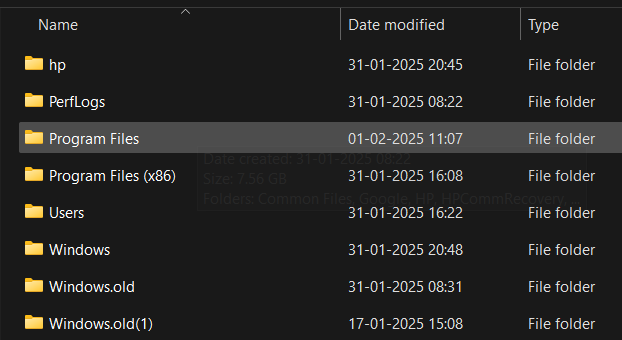 Name Date modified Type
hp 31-01-2025 20:45 File folder
PerfLogs 31-01-2025 08:22 File folder
Program Files 01-02-2025 11:07 File folder
Date created: 31-01-2025 08:22
Program Files (x86) 31-01-2025 16:08 File folder
Size: 7.56 GB
Folders: Common Files, Google, HP, HPCommRecovery, ...
Users 31-01-2025 16:22 File folder
Windows 31-01-2025 20:48 File folder
Windows.old 31-01-2025 08:31 File folder
Windows.old(1) 17-01-2025 15:08 File folder